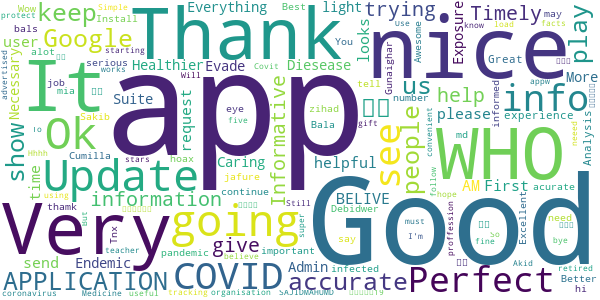 Wow
keep
Install
Google
user
alot
bals
protect
advertised
Simple
starting
Suite
Healthier
Everything
Best
light
trying
Timely
play
Thank
nice
app
It
Ok
show
Necessary
Update
time
information
send
Endemic
Very
going
give
APPLICATION
COVID
Admin
accurate
Perfect
Good
WHO
info
see
people
us
help
please
experience
More
Analysis
Exposure
Informative
Diesease
Evade
looks
request
Caring
helpful
BELIVE
Debidwer
AM
First
acurate
need
Better
hi
retired
Excellent
proffession
organisation
SAJIDMAHUMD
tracking
infected
important
pandemic
believe
super
Still
say
hope
follow
convenient
informed
number
Great
Awesome
Use
You
Know
load
may
facts
needed
bye
Akid
So
fine
I'm
must
md
Gunaighar
tell
gift
zihad
Bala
five
eye
Covit
Will
works
job
mia
serious
Sakib
hoax
Cumilla
stars
Hhhh
jafure
continue
thamk
Tnx
teacher
But
using
Io
coronavirus
Medicine
useful
appw